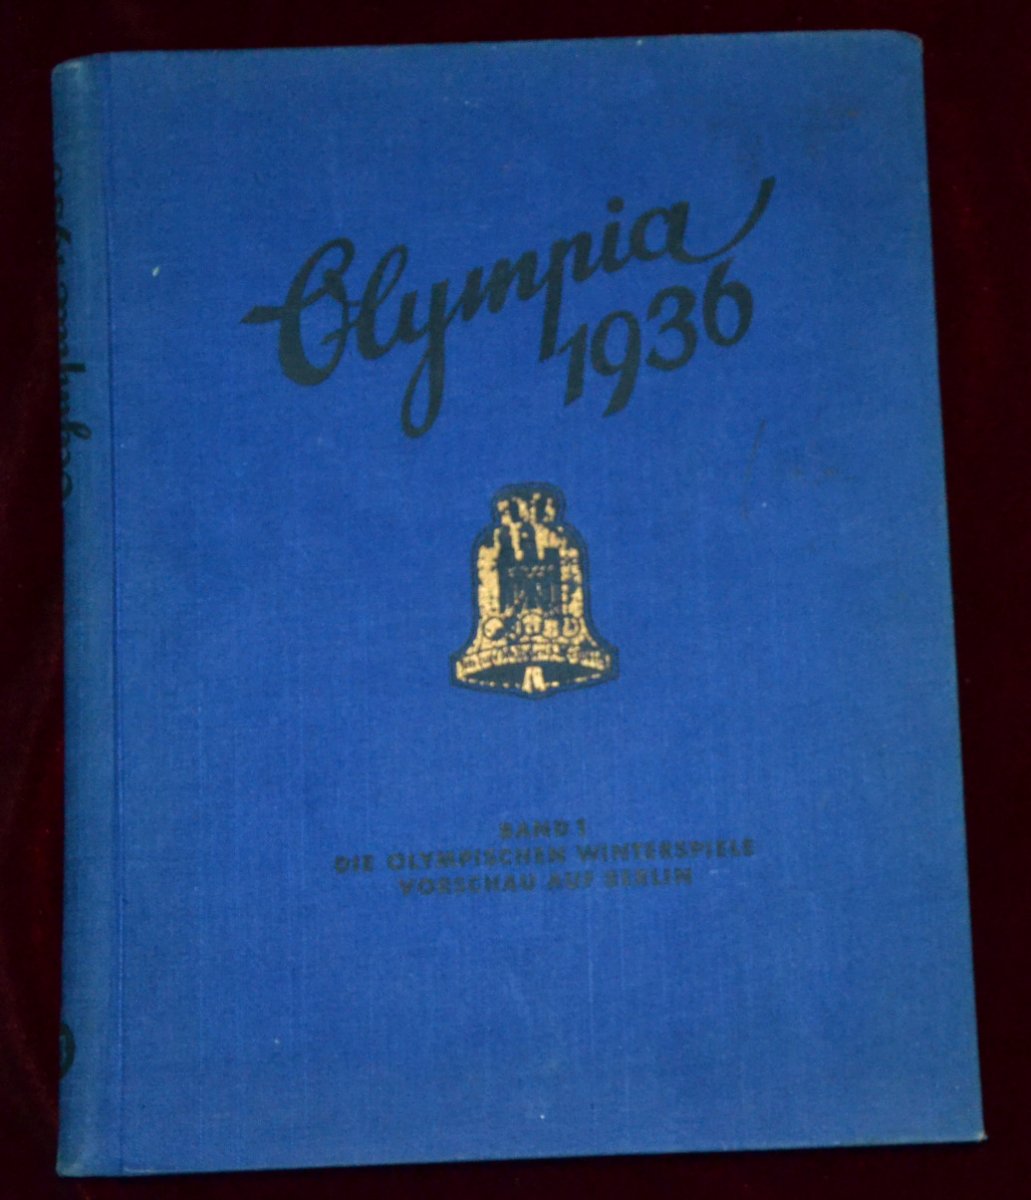 Olympia
1936
BAND 1
DIE OLYMPISCHEN WINTERSPIELE
VORSCHAU AUF BERLIN